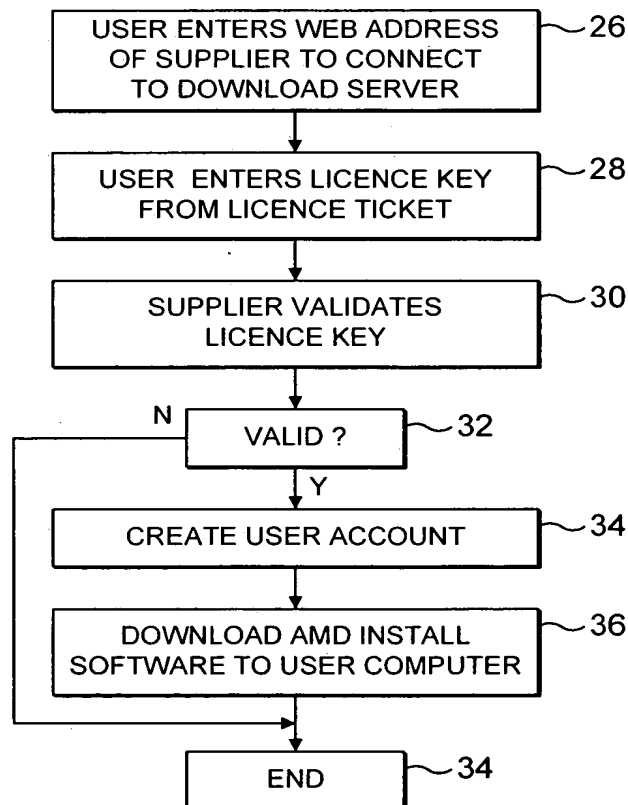 USER ENTERS WEB ADDRESS
OF SUPPLIER TO CONNECT
TO DOWNLOAD SERVER
26
USER ENTERS LICENCE KEY
FROM LICENCE TICKET
28
SUPPLIER VALIDATES
LICENCE KEY
30
N
VALID ?
32
Y
CREATE USER ACCOUNT
34
DOWNLOAD AMD INSTALL
SOFTWARE TO USER COMPUTER
36
END
34